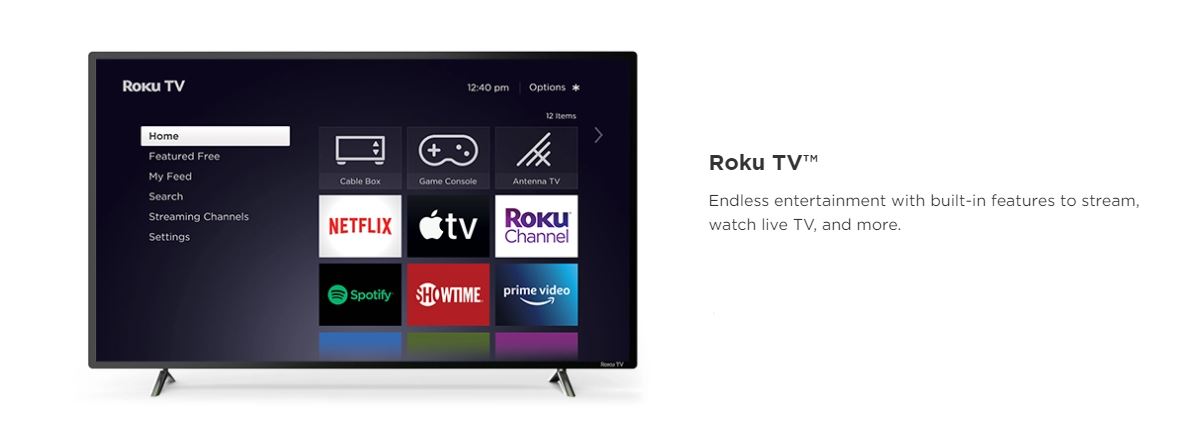 Roku TV
12:40 pm | Options *
12 Items
Home
Featured Free
My Feed
Search
Streaming Channels
Settings
Cable Box
Game Console
Antenna TV
NETFLIX
tv
Roku Channel
Spotify
SHOWTIME
prime video
Roku TV
Roku TV™
Endless entertainment with built-in features to stream,
watch live TV, and more.